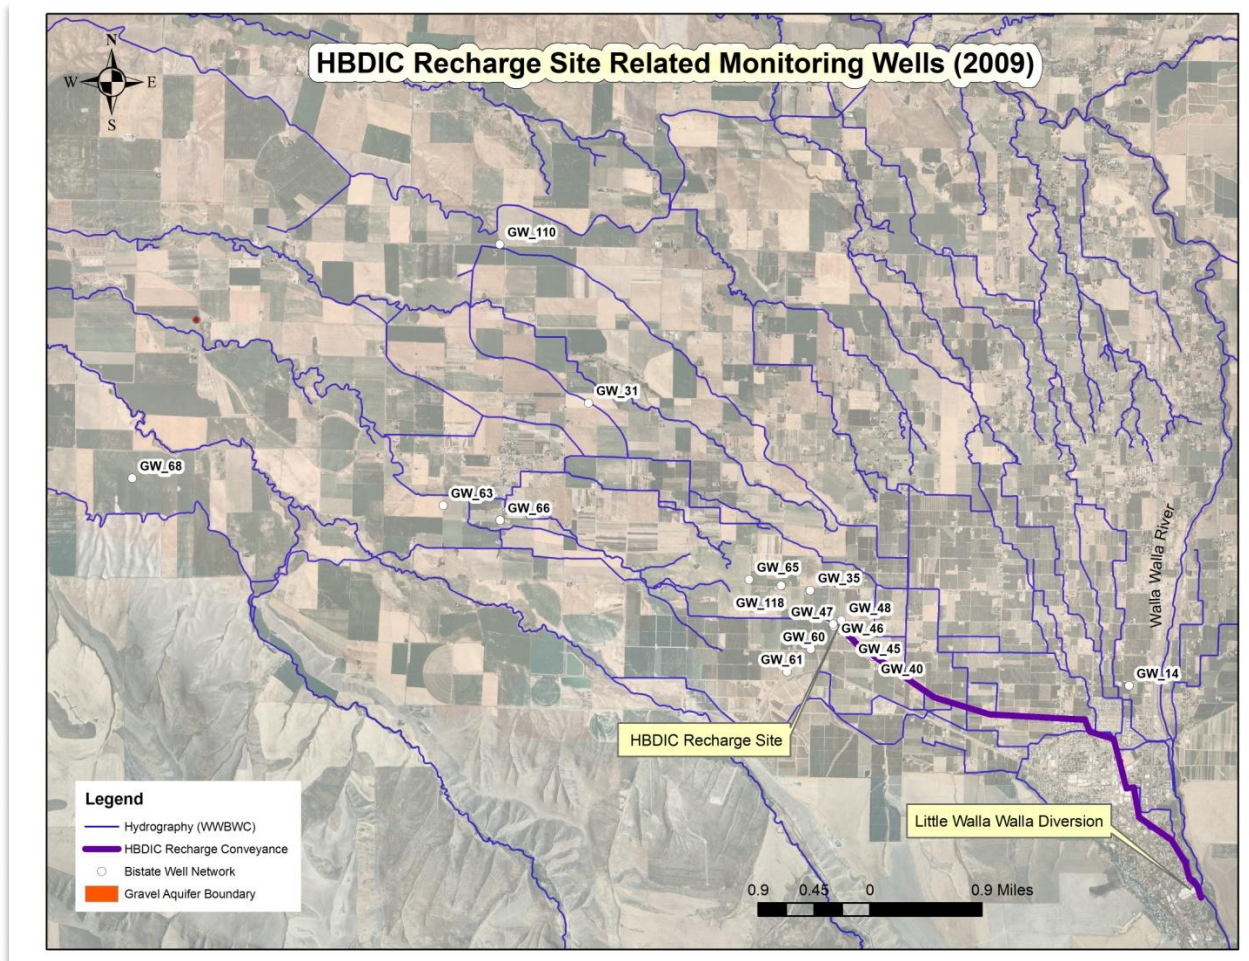 HBDIC Recharge Site Related Monitoring Wells (2009)
N
W E
S
GW_110
GW_31
GW_68
GW_63
GW_66
GW_65
GW_35
GW_118
GW_47
GW_48
GW_46
GW_60
GW_45
GW_61
GW_40
GW_14
Walla Walla River
HBDIC Recharge Site
Little Walla Walla Diversion
Legend
Hydrography (WWBWC)
HBDIC Recharge Conveyance
Bistate Well Network
Gravel Aquifer Boundary
0.9 0.45 0 0.9 Miles